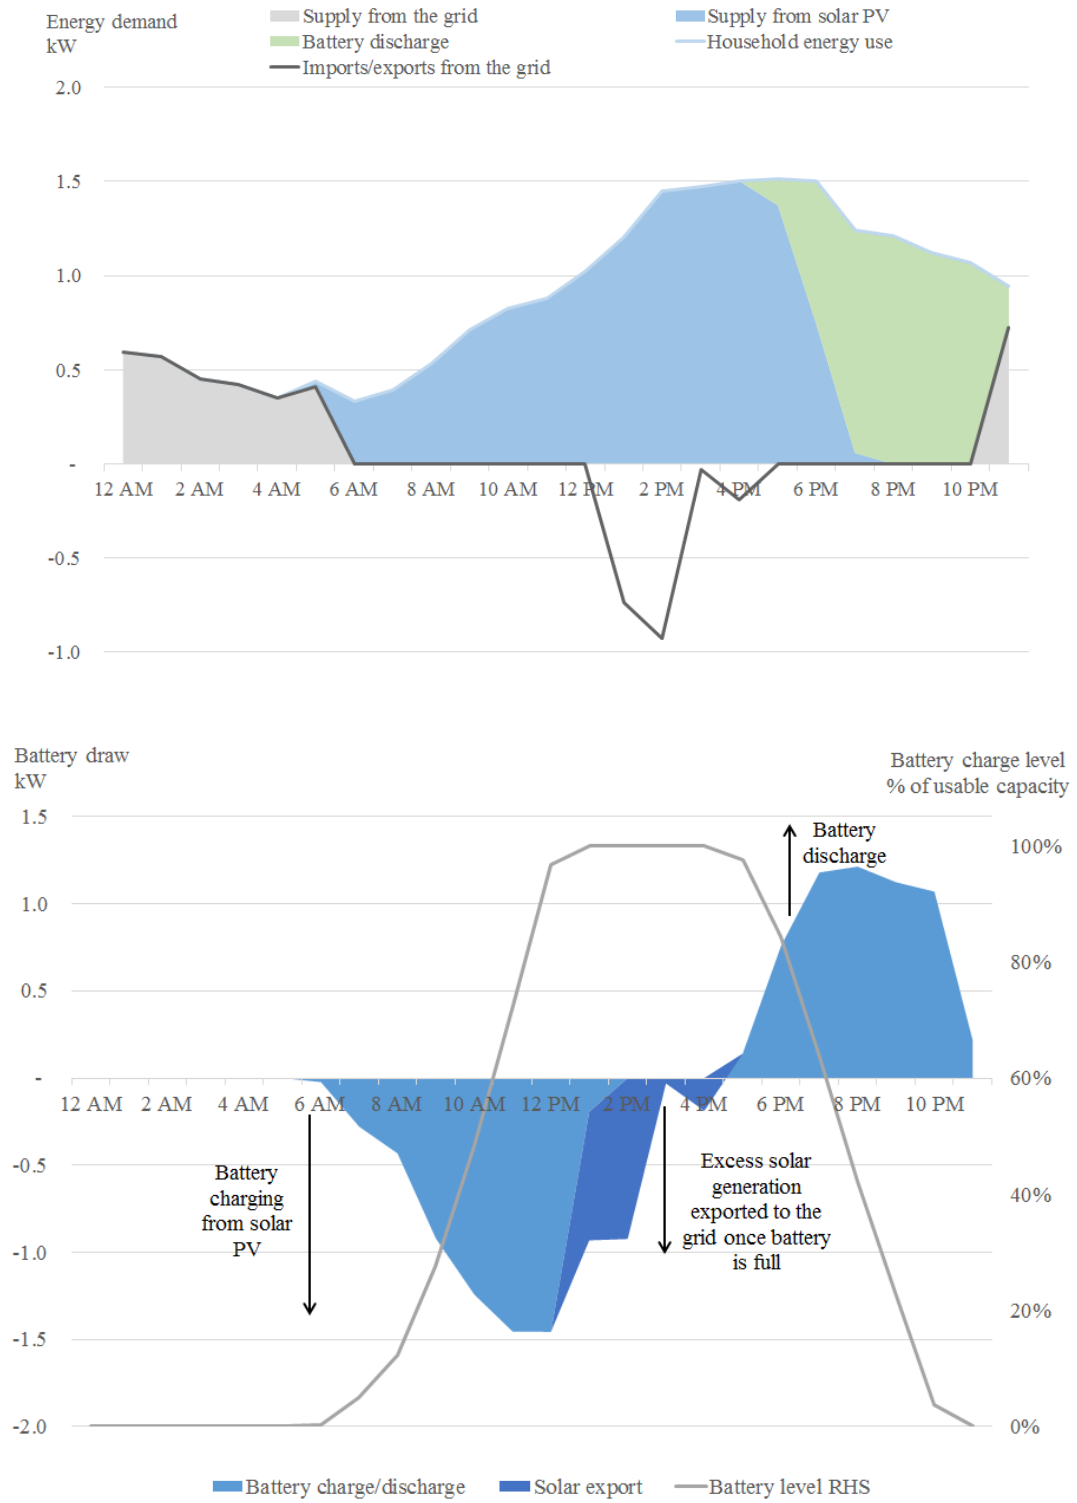 Energy demand
kW
Supply from the grid
Supply from solar PV
Battery discharge
Household energy use
Imports/exports from the grid
2.0
1.5
1.0
0.5
-
12 AM 2 AM 4 AM 6 AM 8 AM 10 AM 12 PM 2 PM 4 PM 6 PM 8 PM 10 PM
-0.5
-1.0
Battery draw
kW
Battery charge level
% of usable capacity
1.5
Battery
discharge
100%
1.0
80%
0.5
-
60%
12 AM 2 AM 4 AM 6 AM 8 AM 10 AM 12 PM 2 PM 4 PM 6 PM 8 PM 10 PM
-0.5
Battery
charging
from solar
PV
Excess solar
generation
exported to the
grid once battery
is full
40%
-1.0
20%
-1.5
-2.0
0%
Battery charge/discharge
Solar export
Battery level RHS